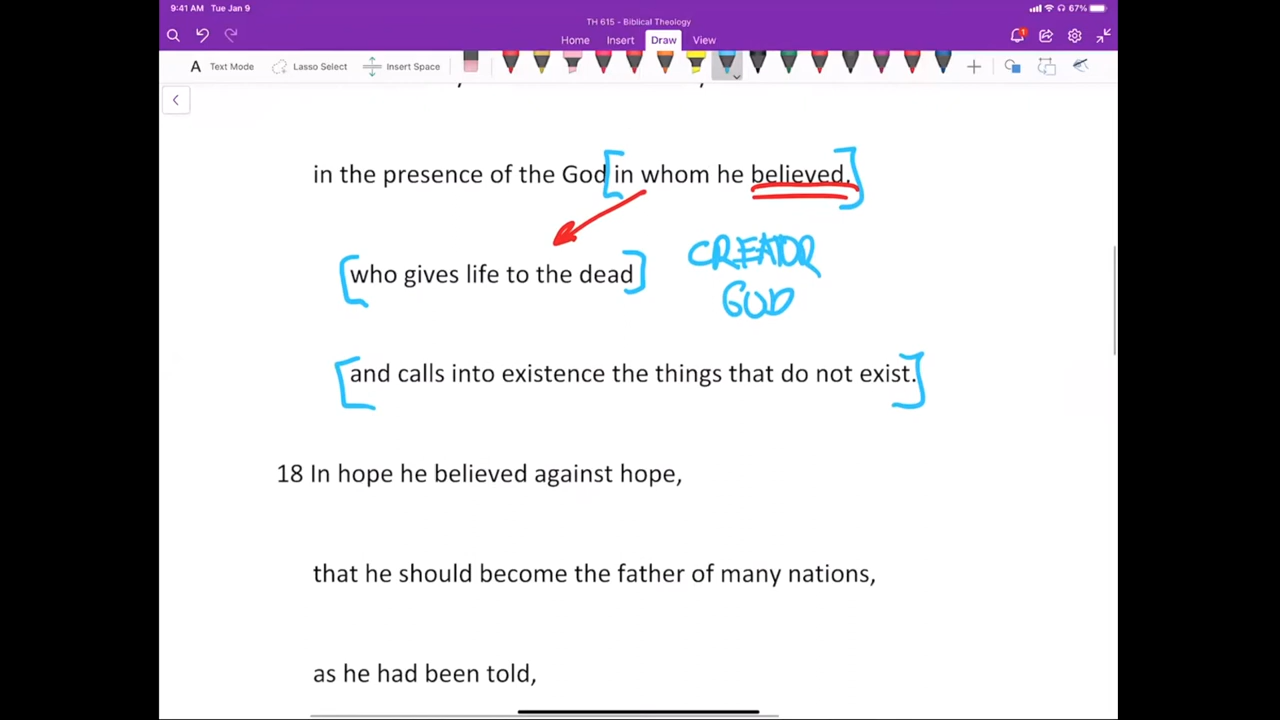 9:41 AM Tue Jan 9
67%
TH 615 - Biblical Theology
Home Insert Draw View
A Text Mode Lasso Select Insert Space
in the presence of the God in whom he believed.
who gives life to the dead
CREATOR
GOD
and calls into existence the things that do not exist.
18 In hope he believed against hope,
that he should become the father of many nations,
as he had been told,